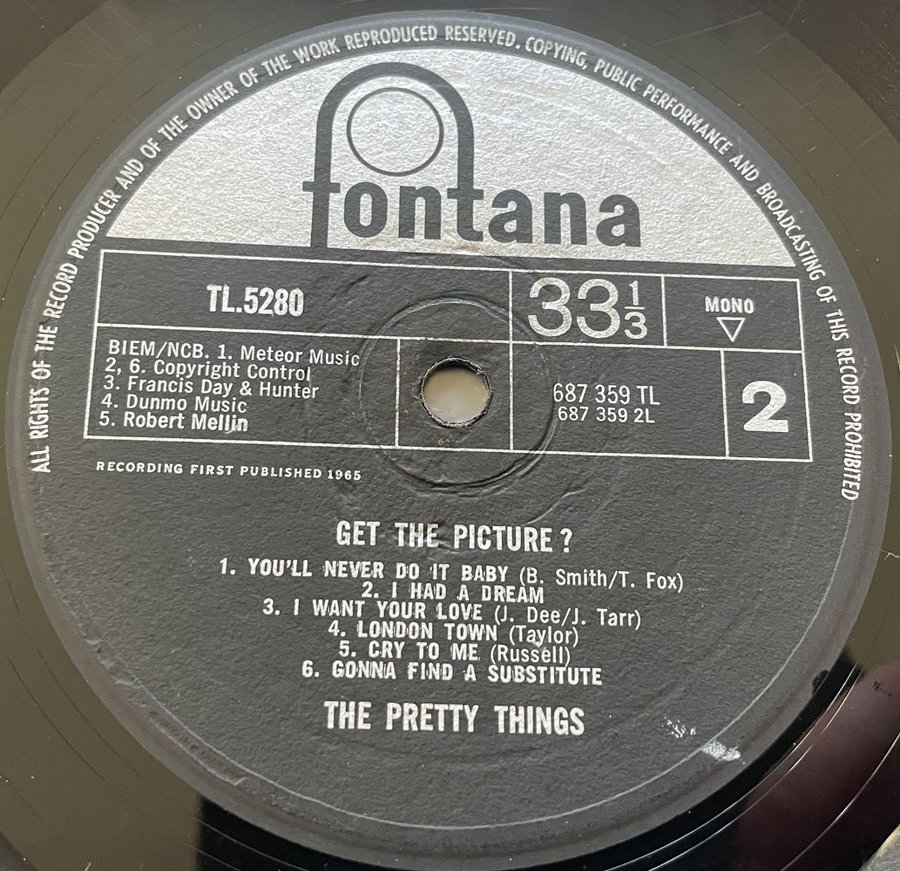 ALL RIGHTS OF THE RECORD PRODUCER AND OF THE OWNER OF THE WORK REPRODUCED RESERVED. COPYING, PUBLIC PERFORMANCE AND BROADCASTING OF THIS RECORD PROHIBITED
fontana
TL.5280
33 1/3
MONO
BIEM/NCB. 1. Meteor Music
2, 6. Copyright Control
3. Francis Day & Hunter
4. Dunmo Music
5. Robert Mellin
687 359 TL
687 359 2L
2
RECORDING FIRST PUBLISHED 1965
GET THE PICTURE?
1. YOU'LL NEVER DO IT BABY (B. Smith/T. Fox)
2. I HAD A DREAM
3. I WANT YOUR LOVE (J. Dee/J. Tarr)
4. LONDON TOWN (Taylor)
5. CRY TO ME (Russell)
6. GONNA FIND A SUBSTITUTE
THE PRETTY THINGS